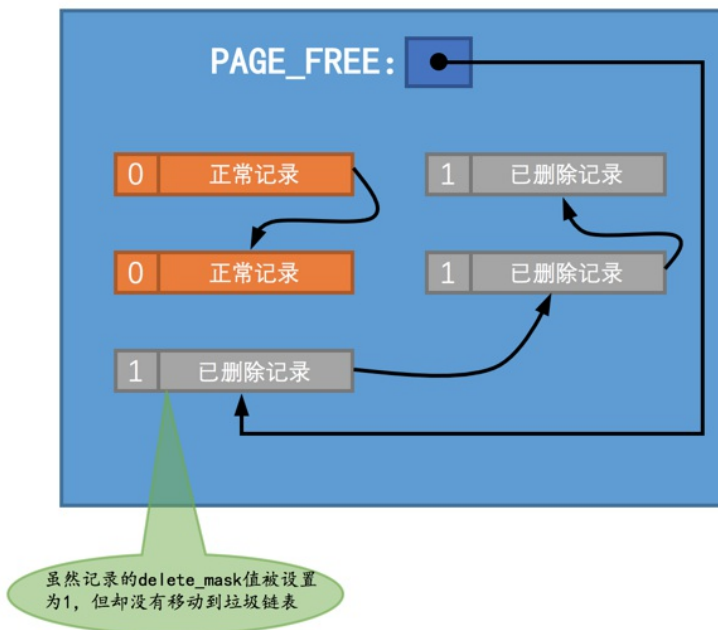 PAGE_FREE:
0 正常记录
1 已删除记录
0 正常记录
1 已删除记录
1 已删除记录
虽然记录的delete_mask值被设置
为1，但却没有移动到垃圾链表